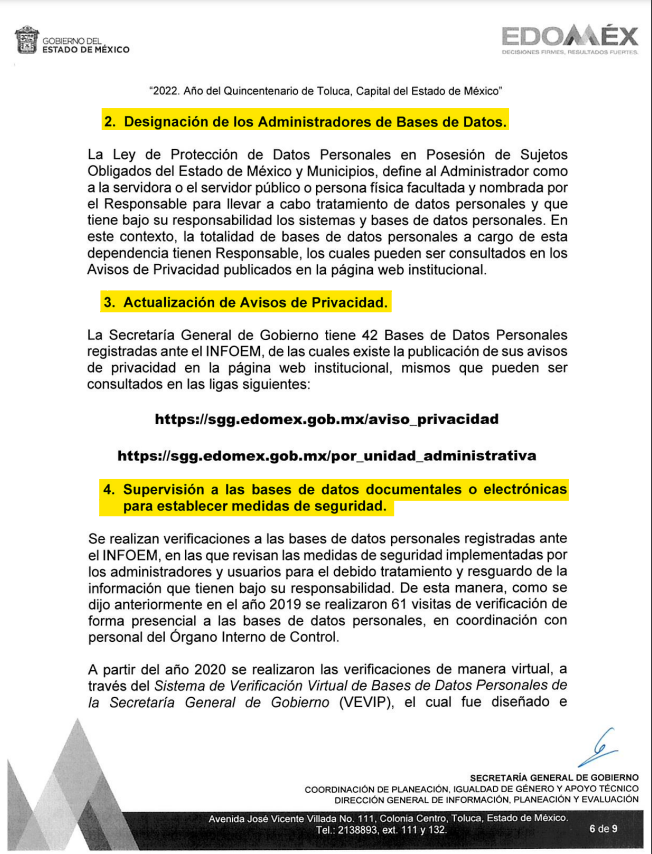 GOBIERNO DEL
ESTADO DE MÉXICO
EDOMÉX
DECISIONES FIRMES, RESULTADOS FUERTES.
“2022. Año del Quincentenario de Toluca, Capital del Estado de México”
2. Designación de los Administradores de Bases de Datos.
La Ley de Protección de Datos Personales en Posesión de Sujetos
Obligados del Estado de México y Municipios, define al Administrador como
a la servidora o el servidor público o persona física facultada y nombrada por
el Responsable para llevar a cabo tratamiento de datos personales y que
tiene bajo su responsabilidad los sistemas y bases de datos personales. En
este contexto, la totalidad de bases de datos personales a cargo de esta
dependencia tienen Responsable, los cuales pueden ser consultados en los
Avisos de Privacidad publicados en la página web institucional.
3. Actualización de Avisos de Privacidad.
La Secretaría General de Gobierno tiene 42 Bases de Datos Personales
registradas ante el INFOEM, de las cuales existe la publicación de sus avisos
de privacidad en la página web institucional, mismos que pueden ser
consultados en las ligas siguientes:
https://sgg.edomex.gob.mx/aviso_privacidad
https://sgg.edomex.gob.mx/por_unidad_administrativa
4. Supervisión a las bases de datos documentales o electrónicas
para establecer medidas de seguridad.
Se realizan verificaciones a las bases de datos personales registradas ante
el INFOEM, en las que revisan las medidas de seguridad implementadas por
los administradores y usuarios para el debido tratamiento y resguardo de la
información que tienen bajo su responsabilidad. De esta manera, como se
dijo anteriormente en el año 2019 se realizaron 61 visitas de verificación de
forma presencial a las bases de datos personales, en coordinación con
personal del Órgano Interno de Control.
A partir del año 2020 se realizaron las verificaciones de manera virtual, a
través del Sistema de Verificación Virtual de Bases de Datos Personales de
la Secretaría General de Gobierno (VEVIP), el cual fue diseñado e
SECRETARÍA GENERAL DE GOBIERNO
COORDINACIÓN DE PLANEACIÓN, IGUALDAD DE GÉNERO Y APOYO TÉCNICO
DIRECCIÓN GENERAL DE INFORMACIÓN, PLANEACIÓN Y EVALUACIÓN
Avenida José Vicente Villada No. 111, Colonia Centro, Toluca, Estado de México.
Tel.: 2138893, ext. 111 y 132.
6 de 9